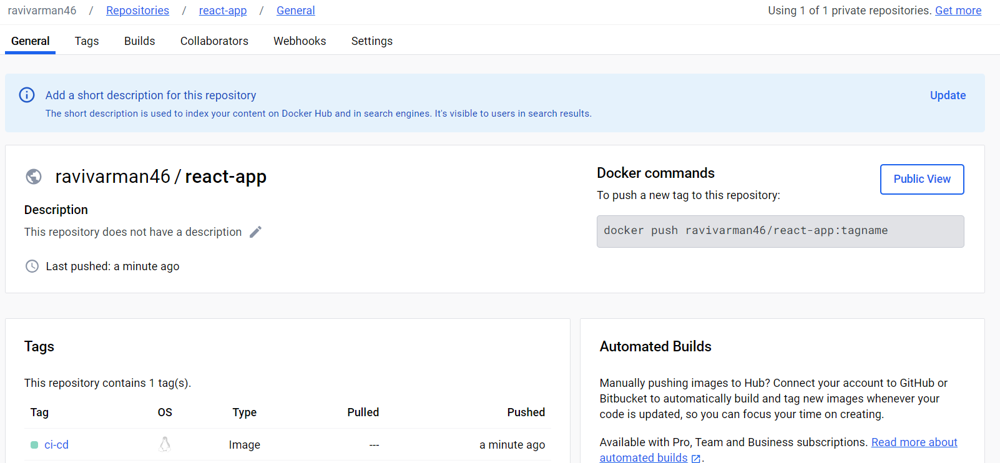 ravivarman46 / Repositories / react-app / General
Using 1 of 1 private repositories. Get more
General Tags Builds Collaborators Webhooks Settings
Add a short description for this repository
Update
The short description is used to index your content on Docker Hub and in search engines. It's visible to users in search results.
ravivarman46 / react-app
Description
This repository does not have a description
Last pushed: a minute ago
Docker commands
Public View
To push a new tag to this repository:
docker push ravivarman46/react-app:tagname
Tags
This repository contains 1 tag(s).
Tag OS Type Pulled Pushed
ci-cd Image --- a minute ago
Automated Builds
Manually pushing images to Hub? Connect your account to GitHub or
Bitbucket to automatically build and tag new images whenever your
code is updated, so you can focus your time on creating.
Available with Pro, Team and Business subscriptions. Read more about
automated builds .